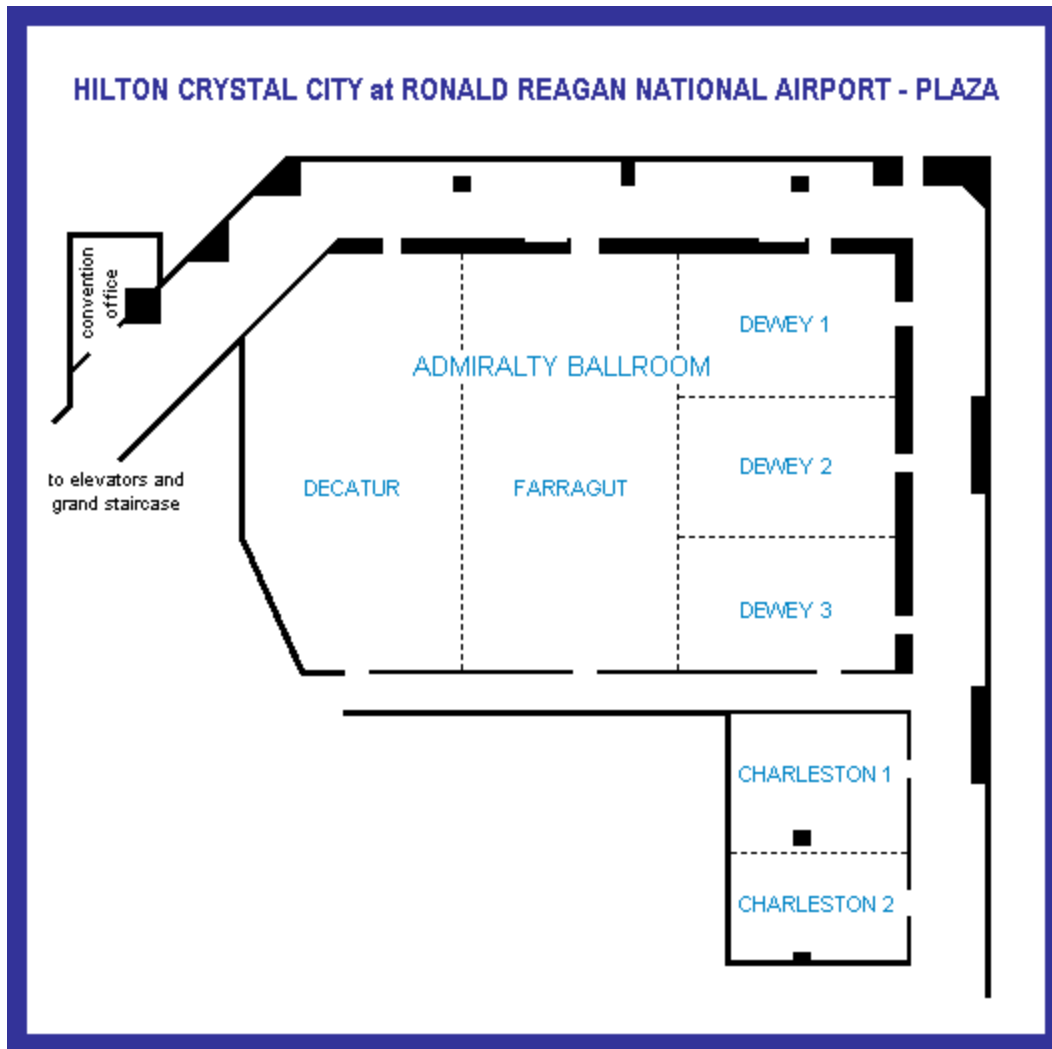 HILTON CRYSTAL CITY at RONALD REAGAN NATIONAL AIRPORT - PLAZA
convention
office
DEWEY 1
ADMIRALTY BALLROOM
to elevators and
grand staircase
DECATUR
FARRAGUT
DEWEY 2
DEWEY 3
CHARLESTON 1
CHARLESTON 2